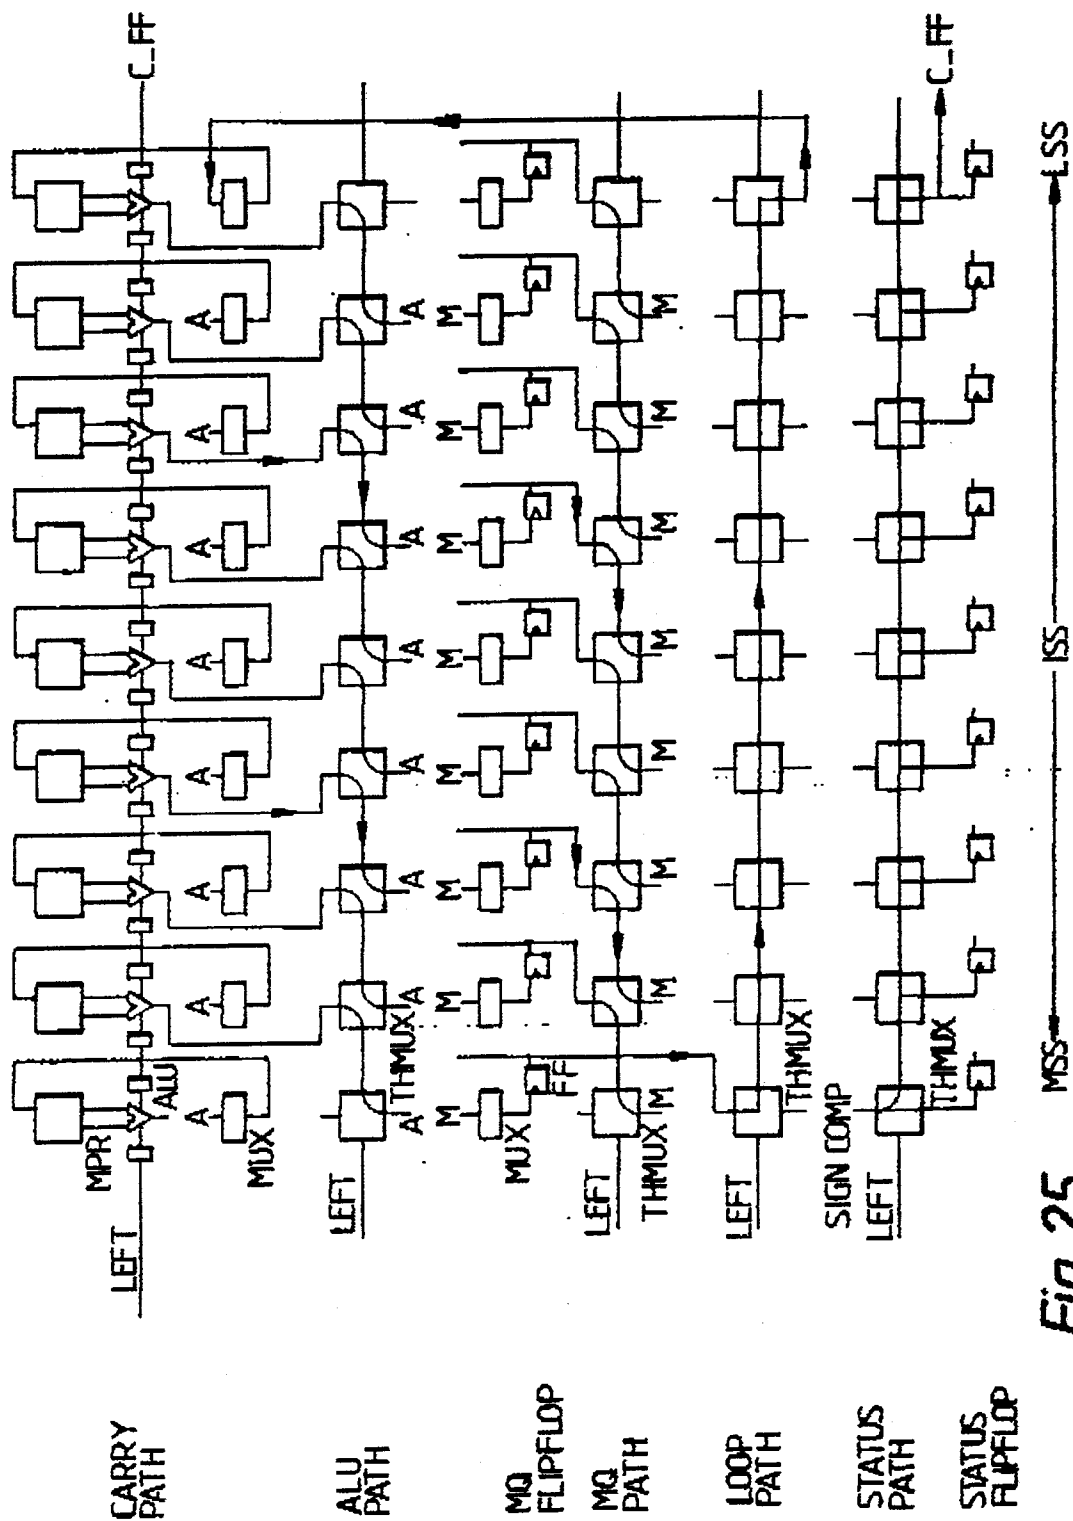 CARRY
PATH
LEFT
C_FF
MPR
ALU
A A A A A A A A
MUX
ALU
PATH
LEFT
THMUX
A A A A A A A A
MQ
FLIPFLOP
M M M M M M M M
MUX
FF
MQ
PATH
LEFT
THMUX
M M M M M M M M
LOOP
PATH
LEFT
THMUX
SIGN COMP
STATUS
PATH
LEFT
THMUX
C_FF
STATUS
FLIPFLOP
MSS ISS LSS
Fig. 25